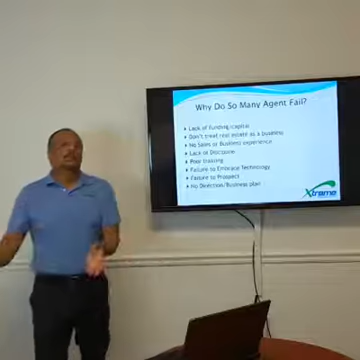 Why Do So Many Agent Fail?
Lack of funding capital
Don't treat real estate as a business
No Sales or Business experience
Lack of Discipline
Poor training
Failure to Embrace Technology
Failure to Prospect
No Direction/Business plan
Xtreme